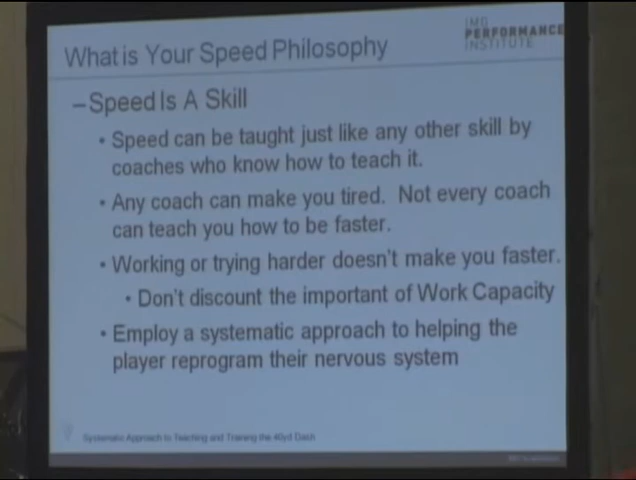 What is Your Speed Philosophy
IMG
PERFORMANCE
INSTITUTE
–Speed Is A Skill
• Speed can be taught just like any other skill by
coaches who know how to teach it.
• Any coach can make you tired. Not every coach
can teach you how to be faster.
• Working or trying harder doesn't make you faster.
• Don't discount the important of Work Capacity
• Employ a systematic approach to helping the
player reprogram their nervous system
Systematic Approach to Teaching and Training the 40yd Dash